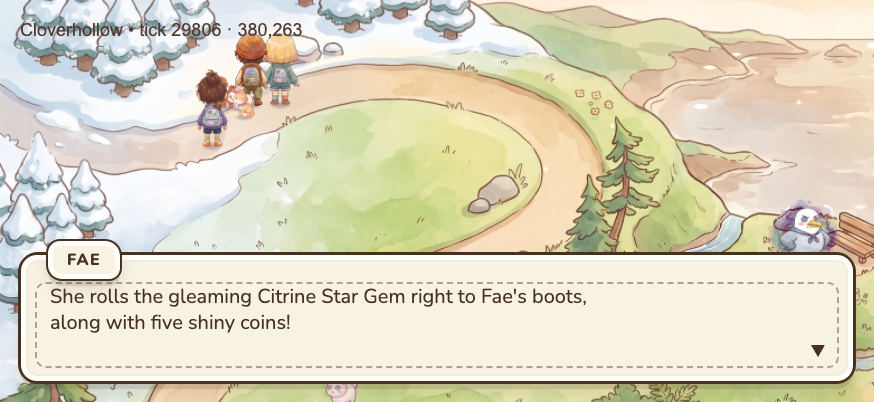 Cloverhollow • tick 29806 · 380,263
FAE
She rolls the gleaming Citrine Star Gem right to Fae's boots,
along with five shiny coins!